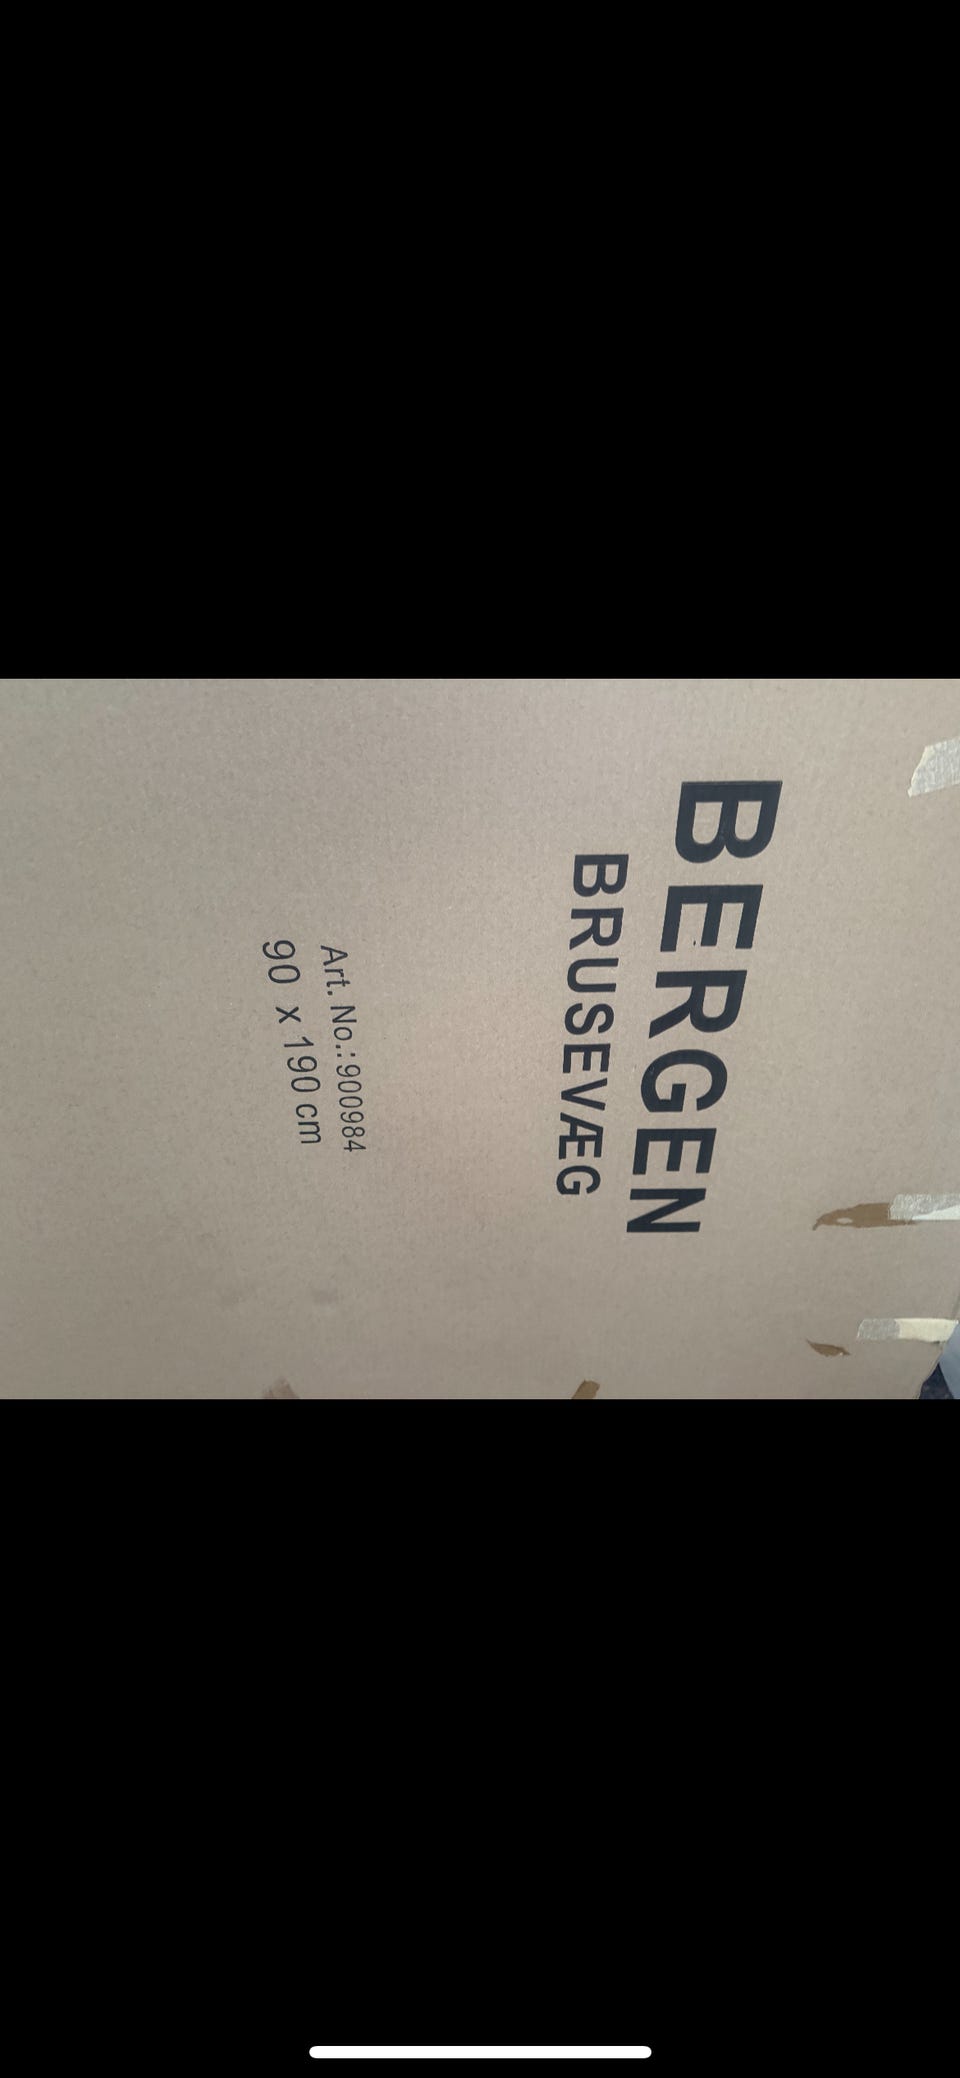 BERGEN
BRUSEVÆG
Art. No.:900984
90 x 190 cm